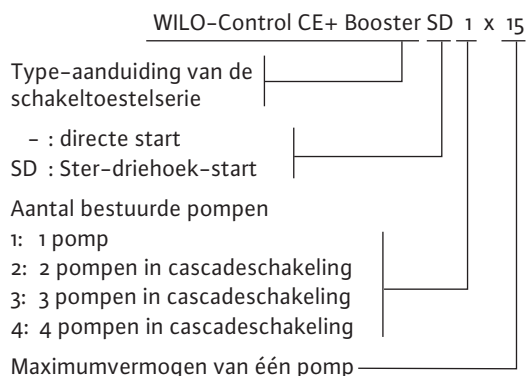 WILO-Control CE+ Booster SD 1 x 15
Type-aanduiding van de
schakeltoestelserie
- : directe start
SD : Ster-driehoek-start
Aantal bestuurde pompen
1: 1 pomp
2: 2 pompen in cascadeschakeling
3: 3 pompen in cascadeschakeling
4: 4 pompen in cascadeschakeling
Maximumvermogen van één pomp